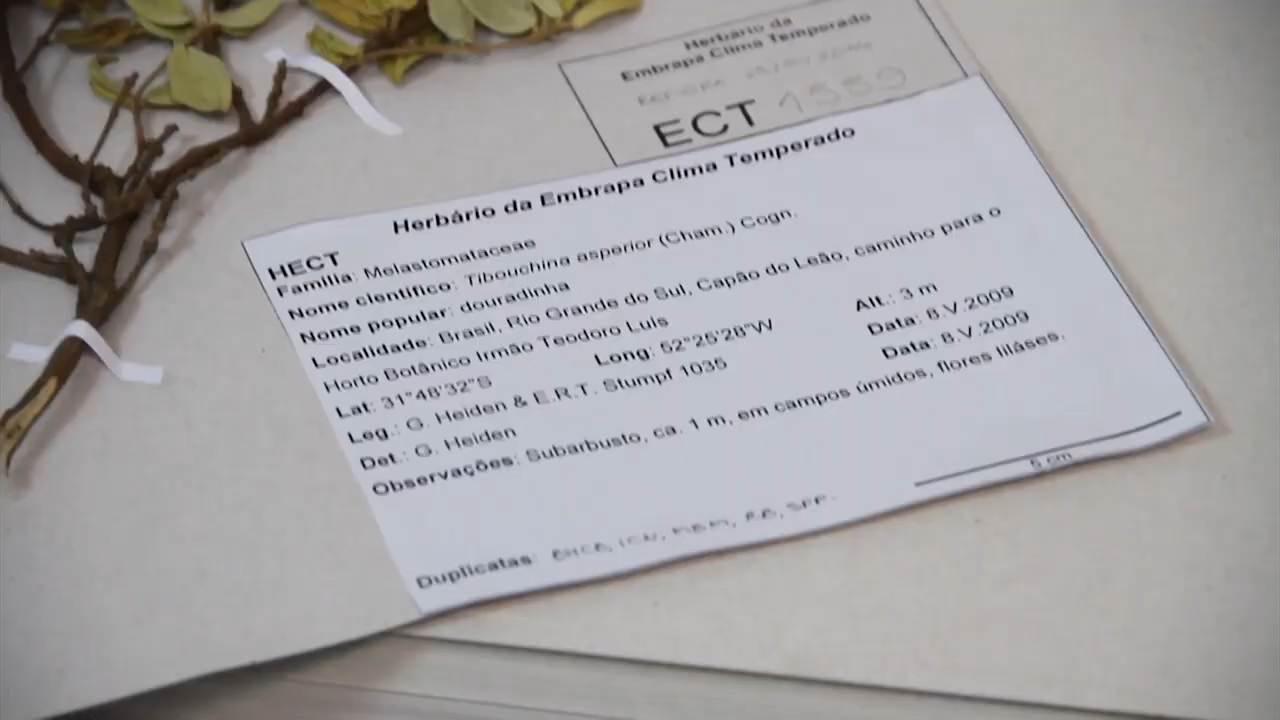 Herbário da
Embrapa Clima Temperado
ECT 1559
Herbário da Embrapa Clima Temperado
HECT
Família: Melastomataceae
Nome científico: Tibouchina asperior (Cham.) Cogn.
Nome popular: douradinha
Localidade: Brasil, Rio Grande do Sul, Capão do Leão, caminho para o
Horto Botânico Irmão Teodoro Luis
Lat: 31°48'32"S Long: 52°25'28"W Alt.: 3 m
Leg.: G. Heiden & E.R.T. Stumpf 1035 Data: 8.V.2009
Det.: G. Heiden Data: 8.V.2009
Observações: Subarbusto, ca. 1 m, em campos úmidos, flores liláses.
5 cm
Duplicatas: